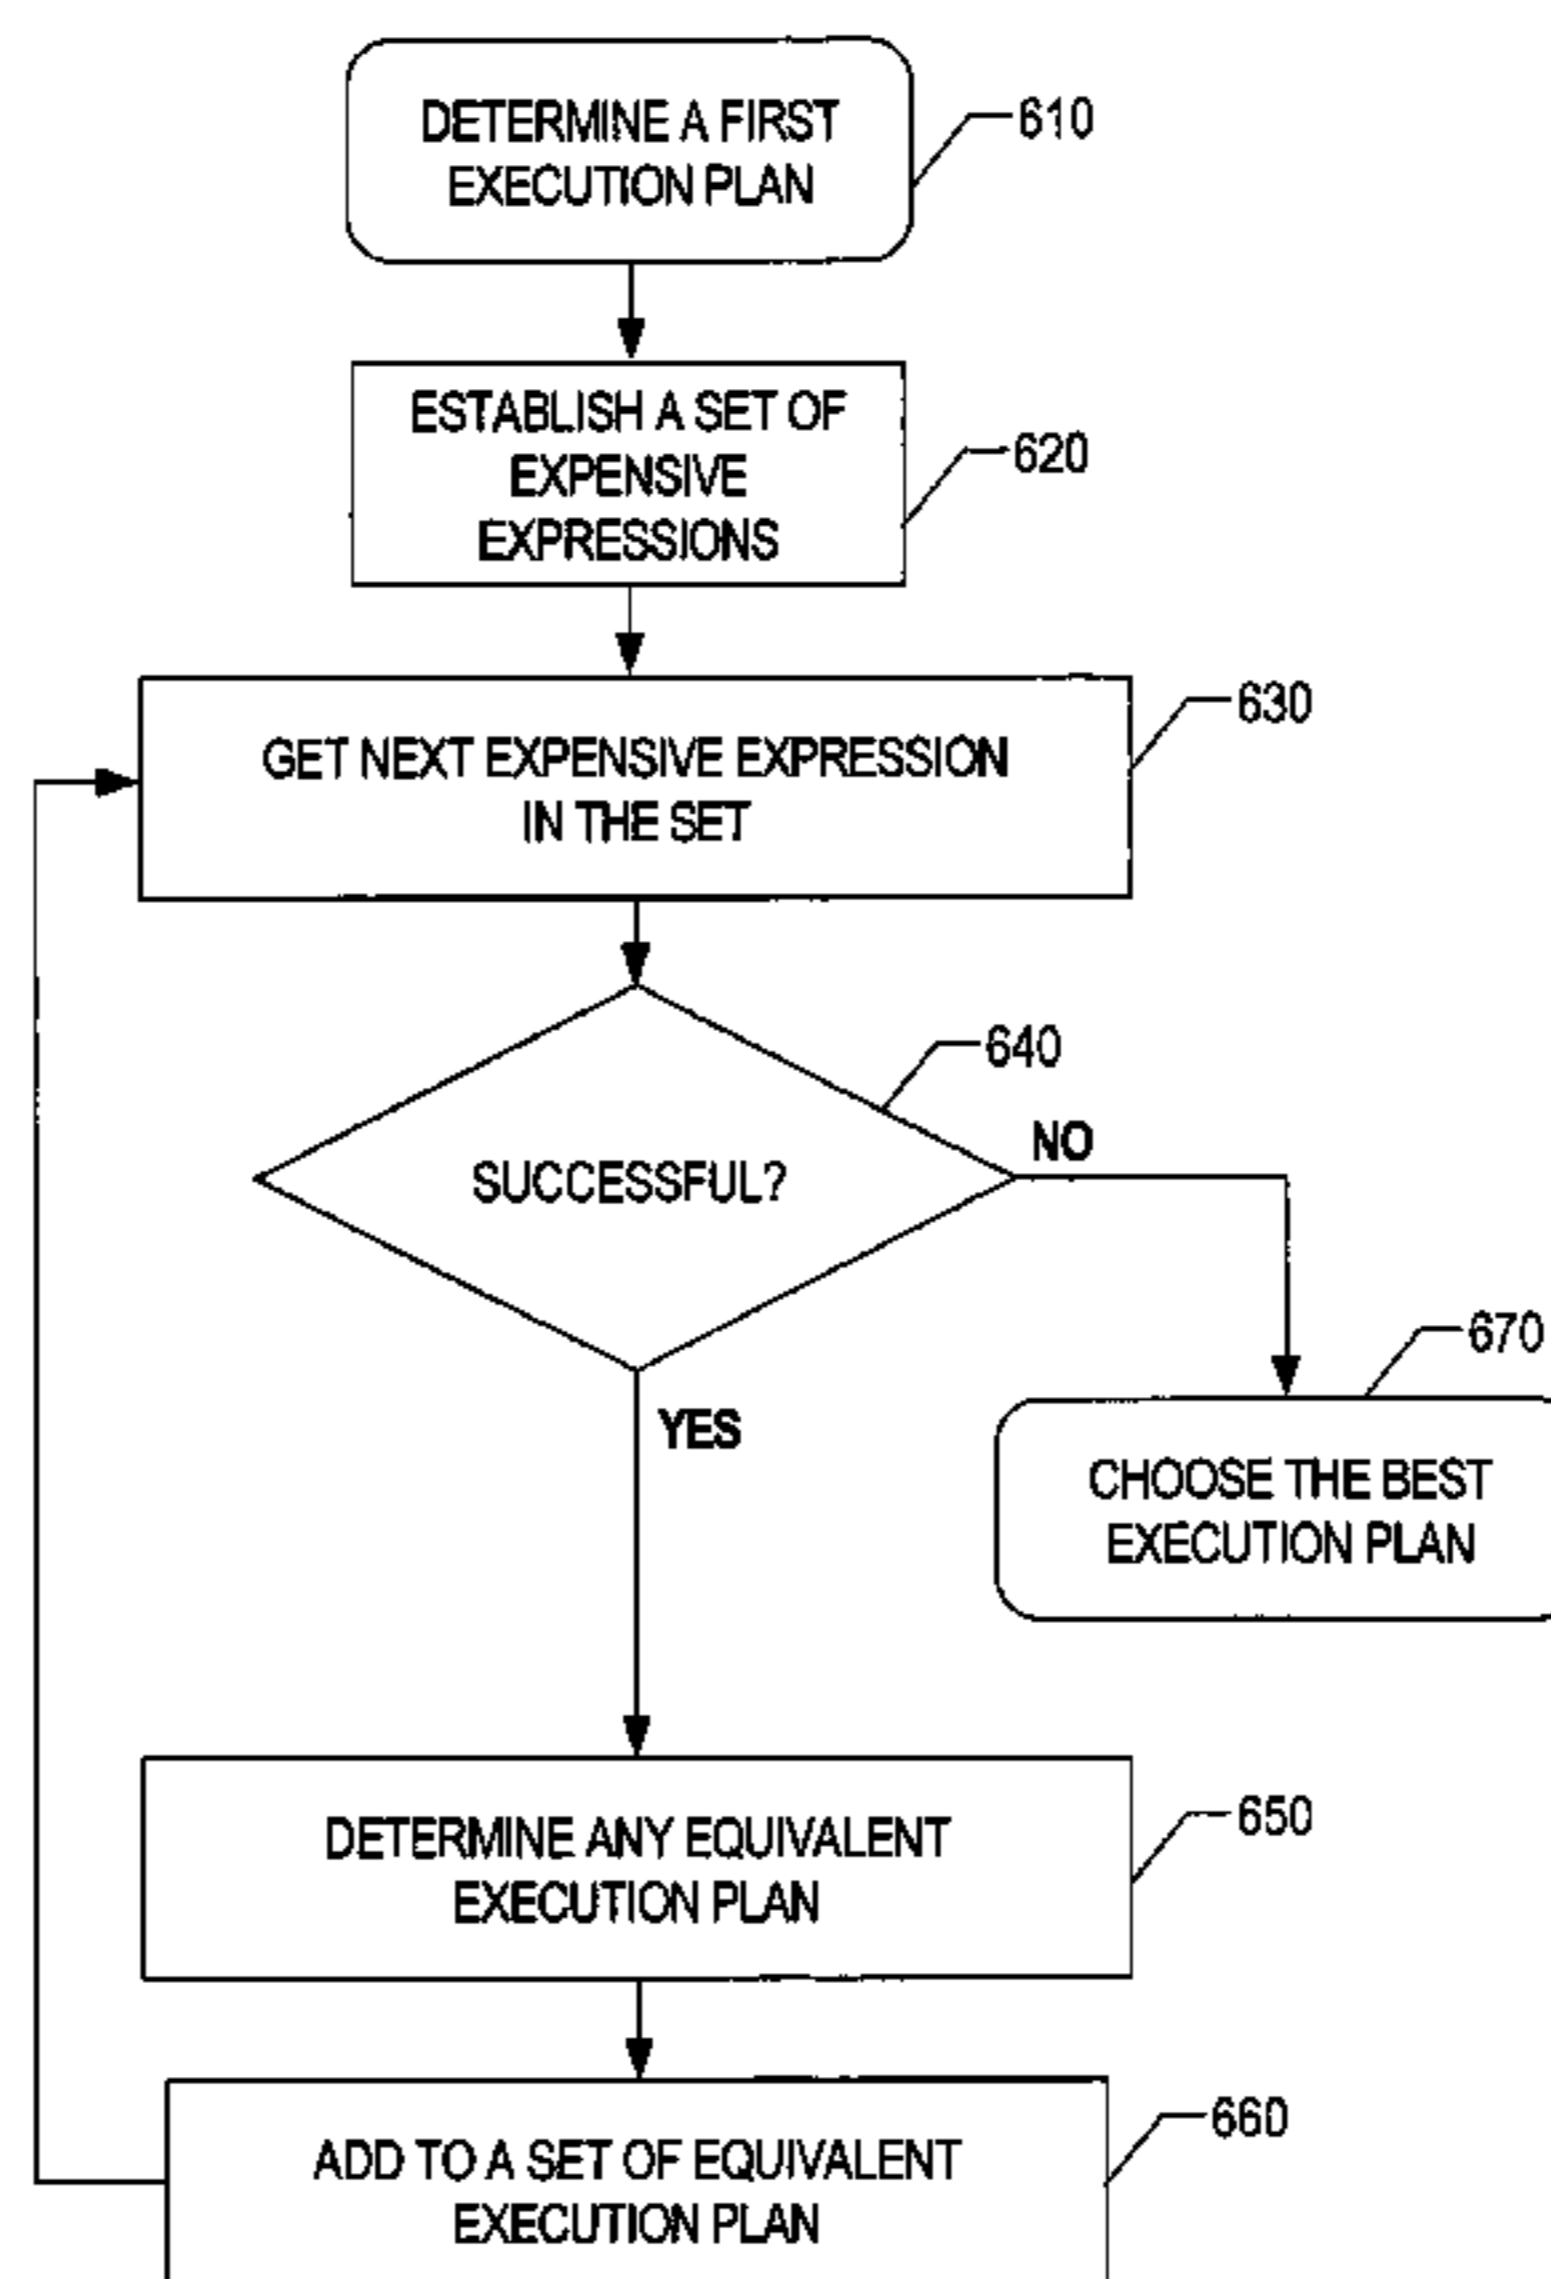 DETERMINE A FIRST
EXECUTION PLAN
610
ESTABLISH A SET OF
EXPENSIVE
EXPRESSIONS
620
GET NEXT EXPENSIVE EXPRESSION
IN THE SET
630
SUCCESSFUL?
640
NO
YES
670
CHOOSE THE BEST
EXECUTION PLAN
DETERMINE ANY EQUIVALENT
EXECUTION PLAN
650
ADD TO A SET OF EQUIVALENT
EXECUTION PLAN
660